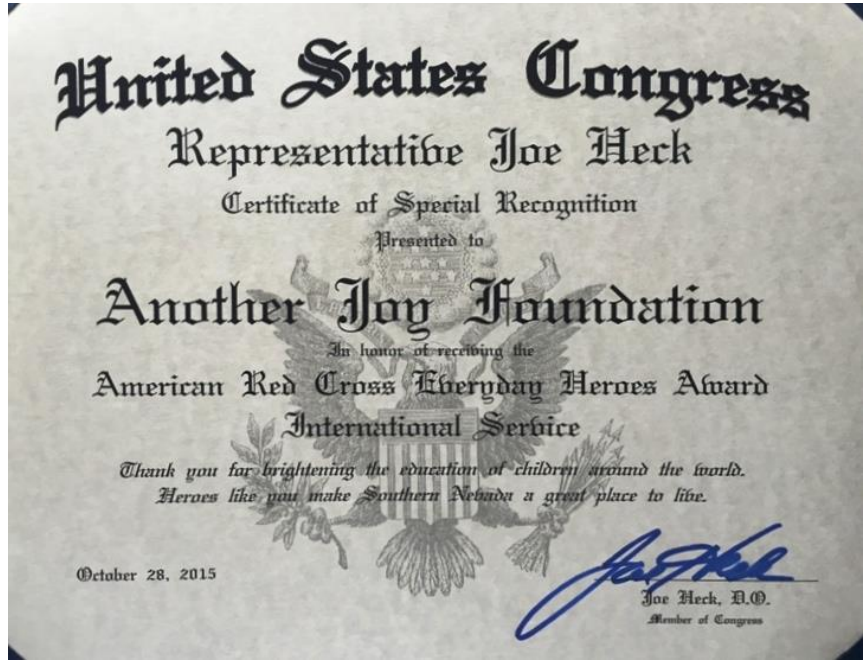 United States Congress
Representative Joe Heck
Certificate of Special Recognition
Presented to
Another Joy Foundation
In honor of receiving the
American Red Cross Everyday Heroes Award
International Service
Thank you for brightening the education of children around the world.
Heroes like you make Southern Nevada a great place to live.
October 28, 2015
Joe Heck
Joe Heck, D.O.
Member of Congress